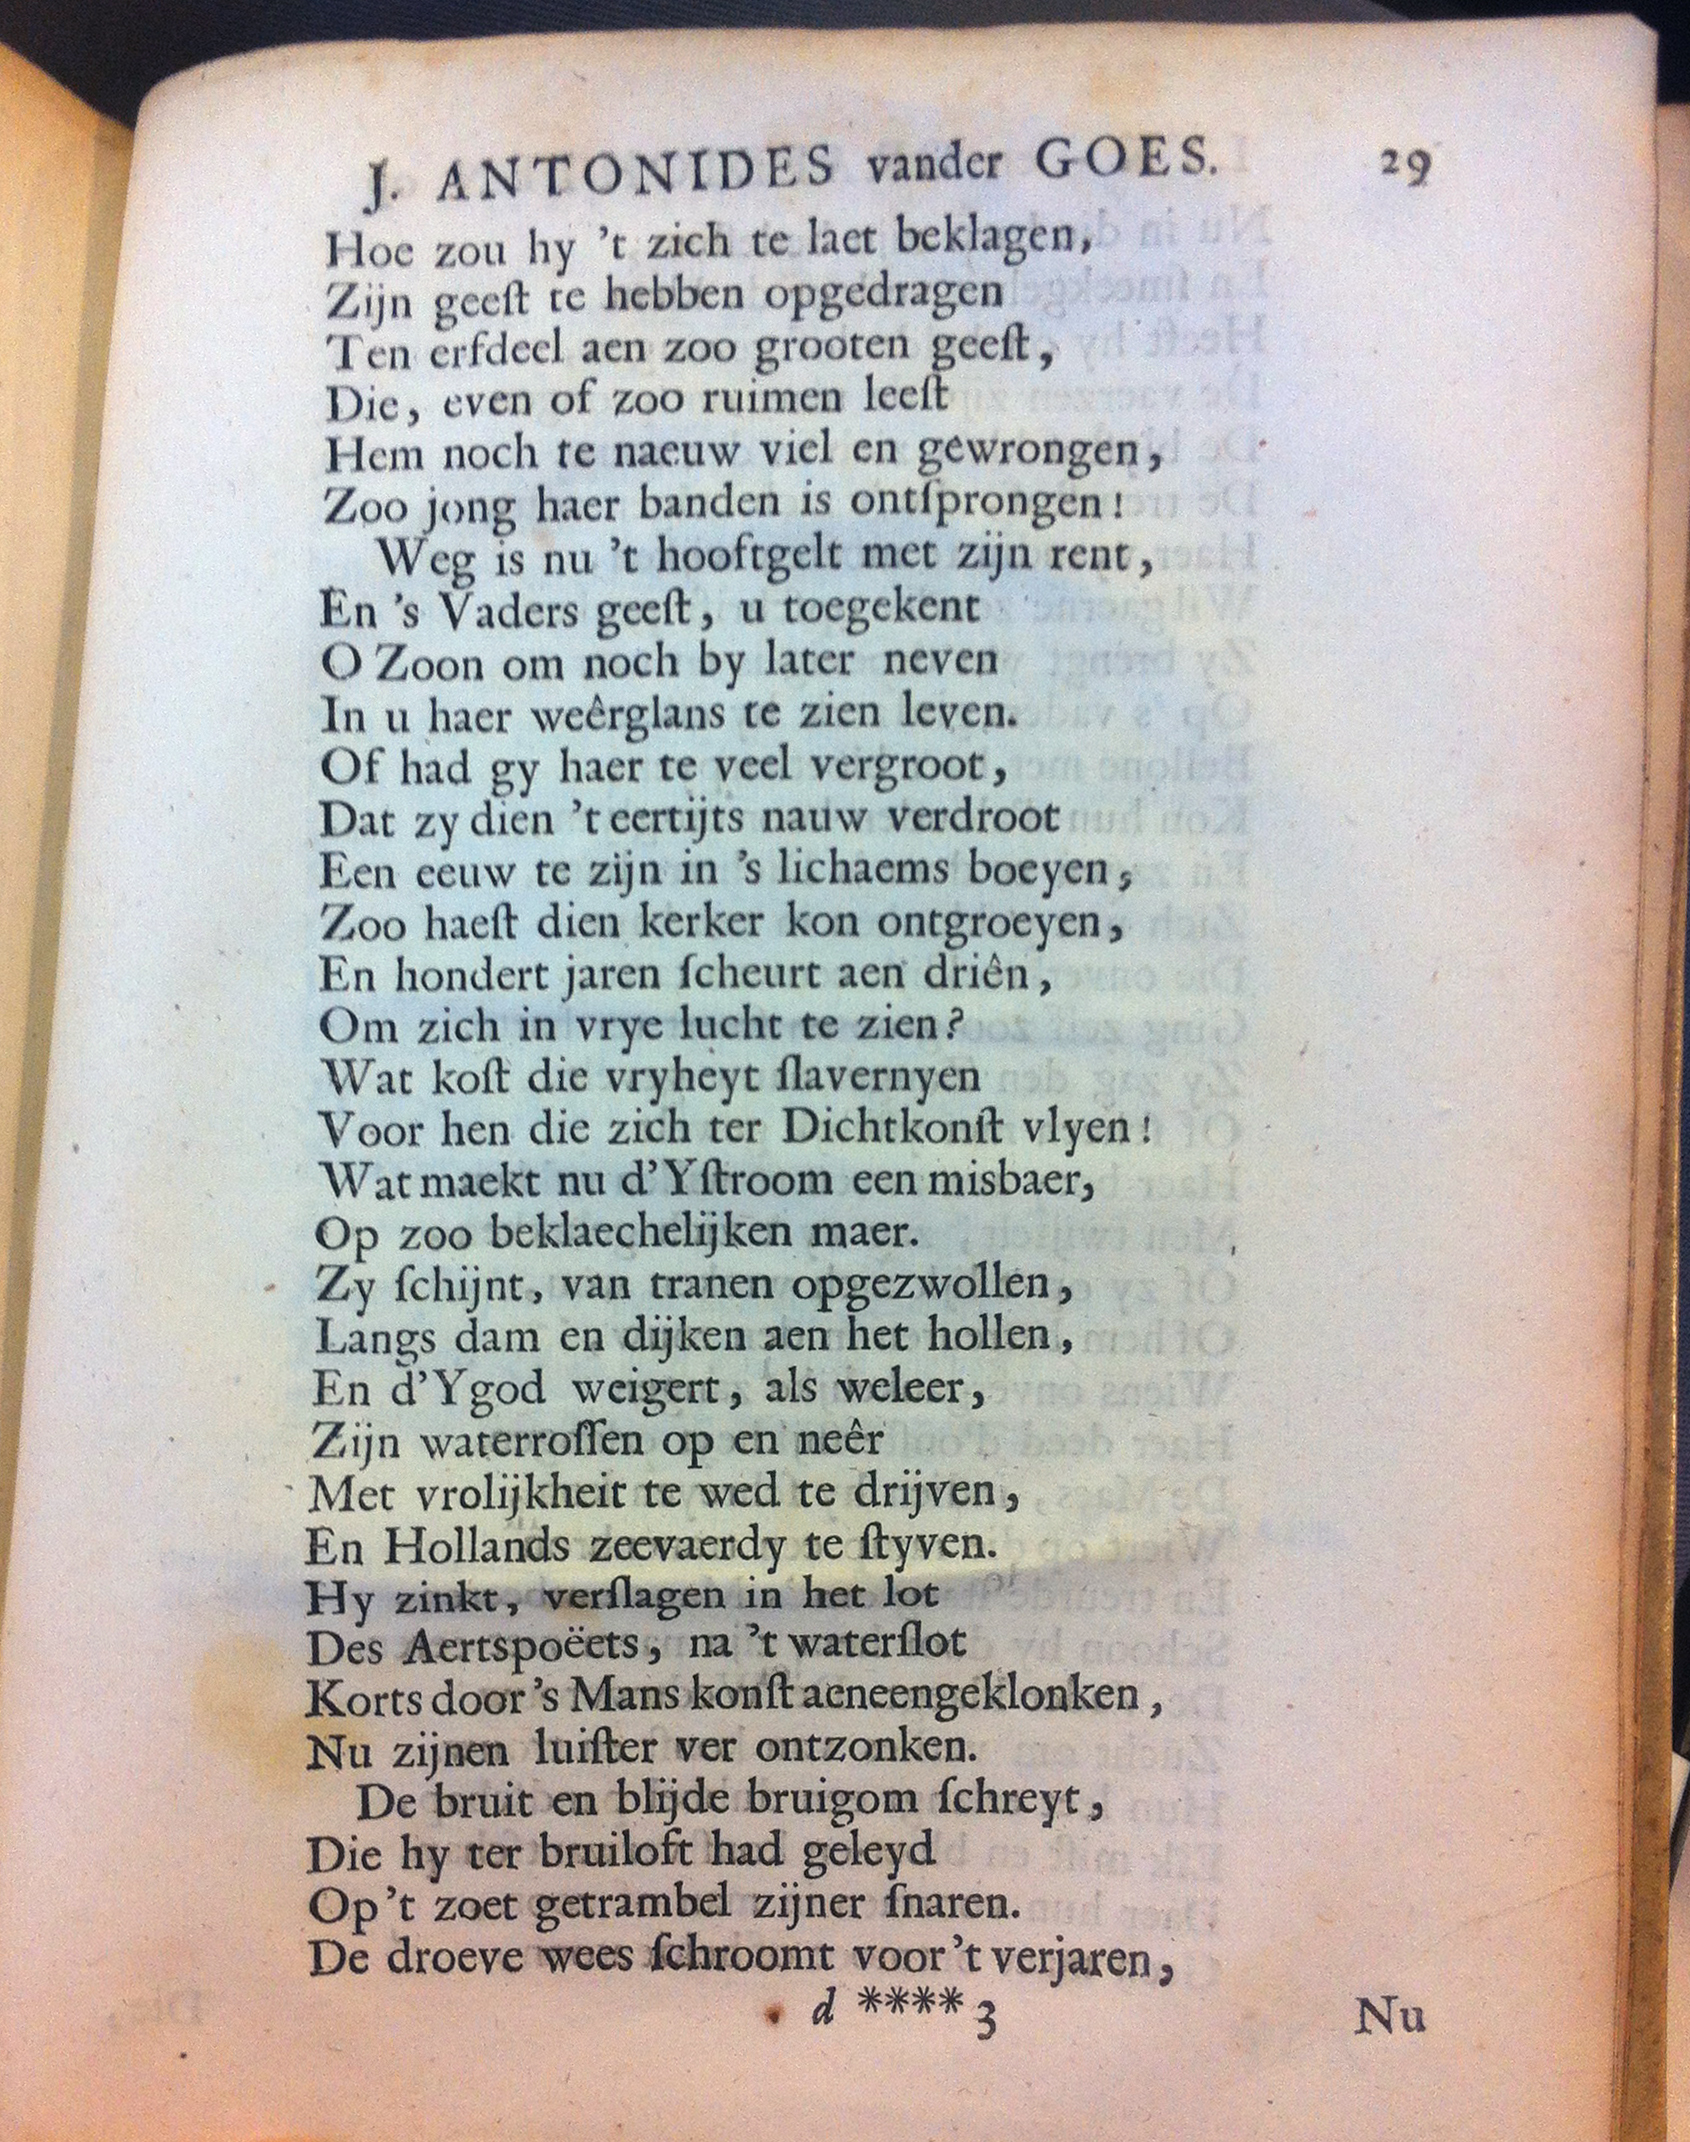 J. ANTONIDES vander GOES. 29
Hoe zou hy 't zich te laet beklagen,
Zijn geeſt te hebben opgedragen
Ten erfdeel aen zoo grooten geeſt,
Die, even of zoo ruimen leeſt
Hem noch te naeuw viel en gewrongen,
Zoo jong haer banden is ontſprongen!
Weg is nu 't hooftgelt met zijn rent,
En 's Vaders geeſt, u toegekent
O Zoon om noch by later neven
In u haer weêrglans te zien leven.
Of had gy haer te veel vergroot,
Dat zy dien 't eertijts nauw verdroot
Een eeuw te zijn in 's lichaems boeyen,
Zoo haeſt dien kerker kon ontgroeyen,
En hondert jaren ſcheurt aen driên,
Om zich in vrye lucht te zien?
Wat koſt die vryheyt ſlavernyen
Voor hen die zich ter Dichtkonſt vlyen!
Wat maekt nu d'Yſtroom een misbaer,
Op zoo beklaechelijken maer.
Zy ſchijnt, van tranen opgezwollen,
Langs dam en dijken aen het hollen,
En d'Ygod weigert, als weleer,
Zijn waterroſſen op en neêr
Met vrolijkheit te wed te drijven,
En Hollands zeevaerdy te ſtyven.
Hy zinkt, verſlagen in het lot
Des Aertspoëets, na 't waterſlot
Korts door 's Mans konſt aeneengeklonken,
Nu zijnen luiſter ver ontzonken.
De bruit en blijde bruigom ſchreyt,
Die hy ter bruiloft had geleyd
Op 't zoet getrambel zijner ſnaren.
De droeve wees ſchroomt voor 't verjaren,
d **** 3 Nu